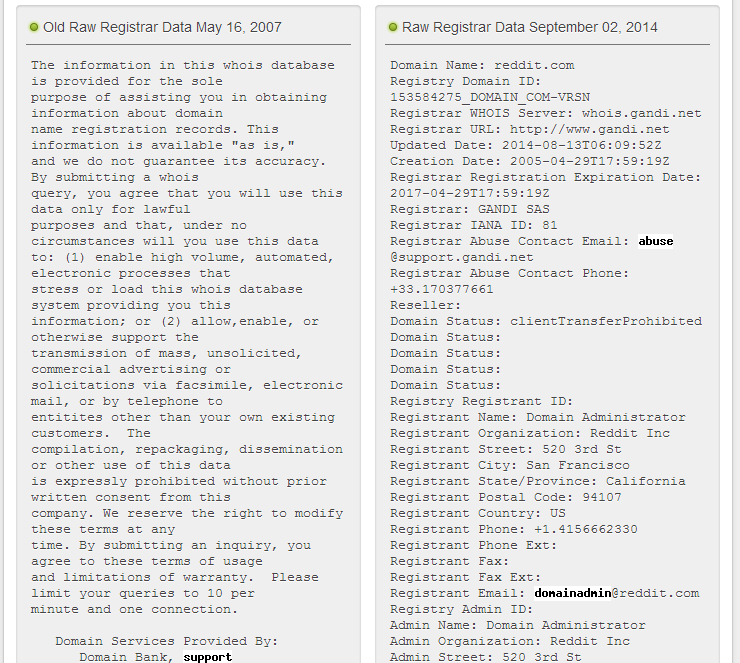 Old Raw Registrar Data May 16, 2007
The information in this whois database
is provided for the sole
purpose of assisting you in obtaining
information about domain
name registration records. This
information is available "as is,"
and we do not guarantee its accuracy.
By submitting a whois
query, you agree that you will use this
data only for lawful
purposes and that, under no
circumstances will you use this data
to: (1) enable high volume, automated,
electronic processes that
stress or load this whois database
system providing you this
information; or (2) allow,enable, or
otherwise support the
transmission of mass, unsolicited,
commercial advertising or
solicitations via facsimile, electronic
mail, or by telephone to
entitites other than your own existing
customers.  The
compilation, repackaging, dissemination
or other use of this data
is expressly prohibited without prior
written consent from this
company. We reserve the right to modify
these terms at any
time. By submitting an inquiry, you
agree to these terms of usage
and limitations of warranty.  Please
limit your queries to 10 per
minute and one connection.
Domain Services Provided By:
Domain Bank, support
Raw Registrar Data September 02, 2014
Domain Name: reddit.com
Registry Domain ID:
153584275_DOMAIN_COM-VRSN
Registrar WHOIS Server: whois.gandi.net
Registrar URL: http://www.gandi.net
Updated Date: 2014-08-13T06:09:52Z
Creation Date: 2005-04-29T17:59:19Z
Registrar Registration Expiration Date:
2017-04-29T17:59:19Z
Registrar: GANDI SAS
Registrar IANA ID: 81
Registrar Abuse Contact Email: abuse
@support.gandi.net
Registrar Abuse Contact Phone:
+33.170377661
Reseller:
Domain Status: clientTransferProhibited
Domain Status:
Domain Status:
Domain Status:
Domain Status:
Registry Registrant ID:
Registrant Name: Domain Administrator
Registrant Organization: Reddit Inc
Registrant Street: 520 3rd St
Registrant City: San Francisco
Registrant State/Province: California
Registrant Postal Code: 94107
Registrant Country: US
Registrant Phone: +1.4156662330
Registrant Phone Ext:
Registrant Fax:
Registrant Fax Ext:
Registrant Email: domainadmin@reddit.com
Registry Admin ID:
Admin Name: Domain Administrator
Admin Organization: Reddit Inc
Admin Street: 520 3rd St